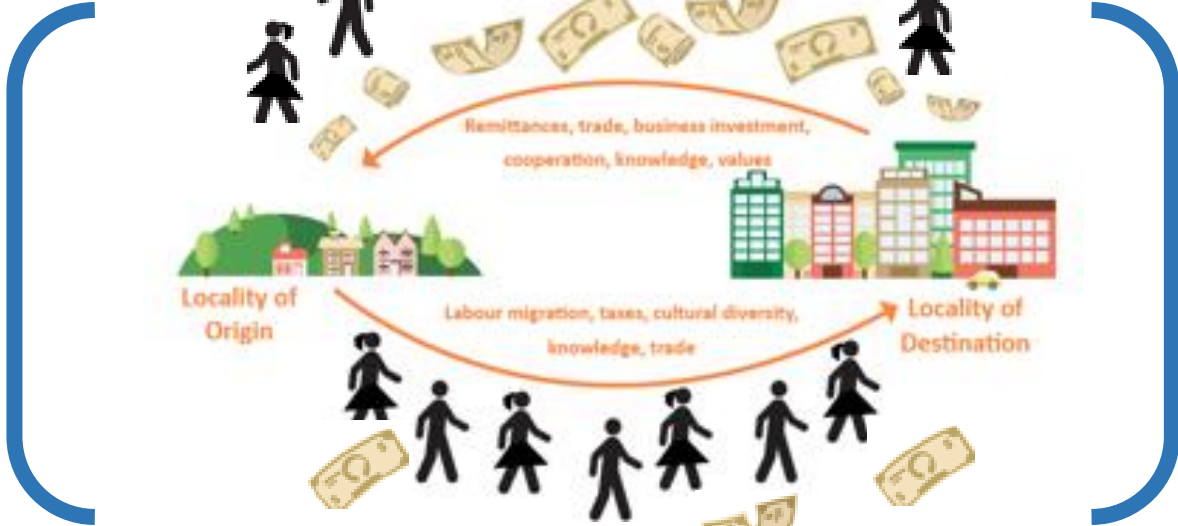 Remittances, trade, business investment,
cooperation, knowledge, values
Locality of
Origin
Labour migration, taxes, cultural diversity,
knowledge, trade
Locality of
Destination